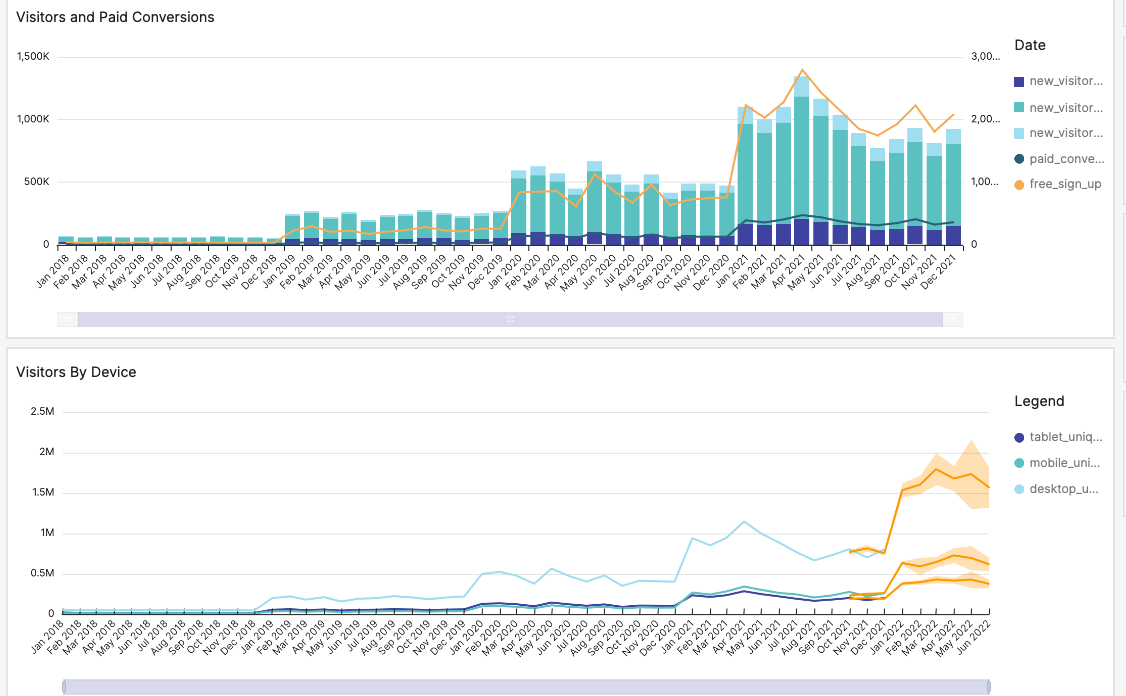 Visitors and Paid Conversions
1,500K
1,000K
500K
0
3,00...
2,00...
1,00...
0
Jan 2018 Feb 2018 Mar 2018 Apr 2018 May 2018 Jun 2018 Jul 2018 Aug 2018 Sep 2018 Oct 2018 Nov 2018 Dec 2018 Jan 2019 Feb 2019 Mar 2019 Apr 2019 May 2019 Jun 2019 Jul 2019 Aug 2019 Sep 2019 Oct 2019 Nov 2019 Dec 2019 Jan 2020 Feb 2020 Mar 2020 Apr 2020 May 2020 Jun 2020 Jul 2020 Aug 2020 Sep 2020 Oct 2020 Nov 2020 Dec 2020 Jan 2021 Feb 2021 Mar 2021 Apr 2021 May 2021 Jun 2021 Jul 2021 Aug 2021 Sep 2021 Oct 2021 Nov 2021 Dec 2021
Date
new_visitor...
new_visitor...
new_visitor...
paid_conve...
free_sign_up
Visitors By Device
2.5M
2M
1.5M
1M
0.5M
0
Jan 2018 Feb 2018 Mar 2018 Apr 2018 May 2018 Jun 2018 Jul 2018 Aug 2018 Sep 2018 Oct 2018 Nov 2018 Dec 2018 Jan 2019 Feb 2019 Mar 2019 Apr 2019 May 2019 Jun 2019 Jul 2019 Aug 2019 Sep 2019 Oct 2019 Nov 2019 Dec 2019 Jan 2020 Feb 2020 Mar 2020 Apr 2020 May 2020 Jun 2020 Jul 2020 Aug 2020 Sep 2020 Oct 2020 Nov 2020 Dec 2020 Jan 2021 Feb 2021 Mar 2021 Apr 2021 May 2021 Jun 2021 Jul 2021 Aug 2021 Sep 2021 Oct 2021 Nov 2021 Dec 2021 Jan 2022 Feb 2022 Mar 2022 Apr 2022 May 2022 Jun 2022
Legend
tablet_uniq...
mobile_uni...
desktop_u...